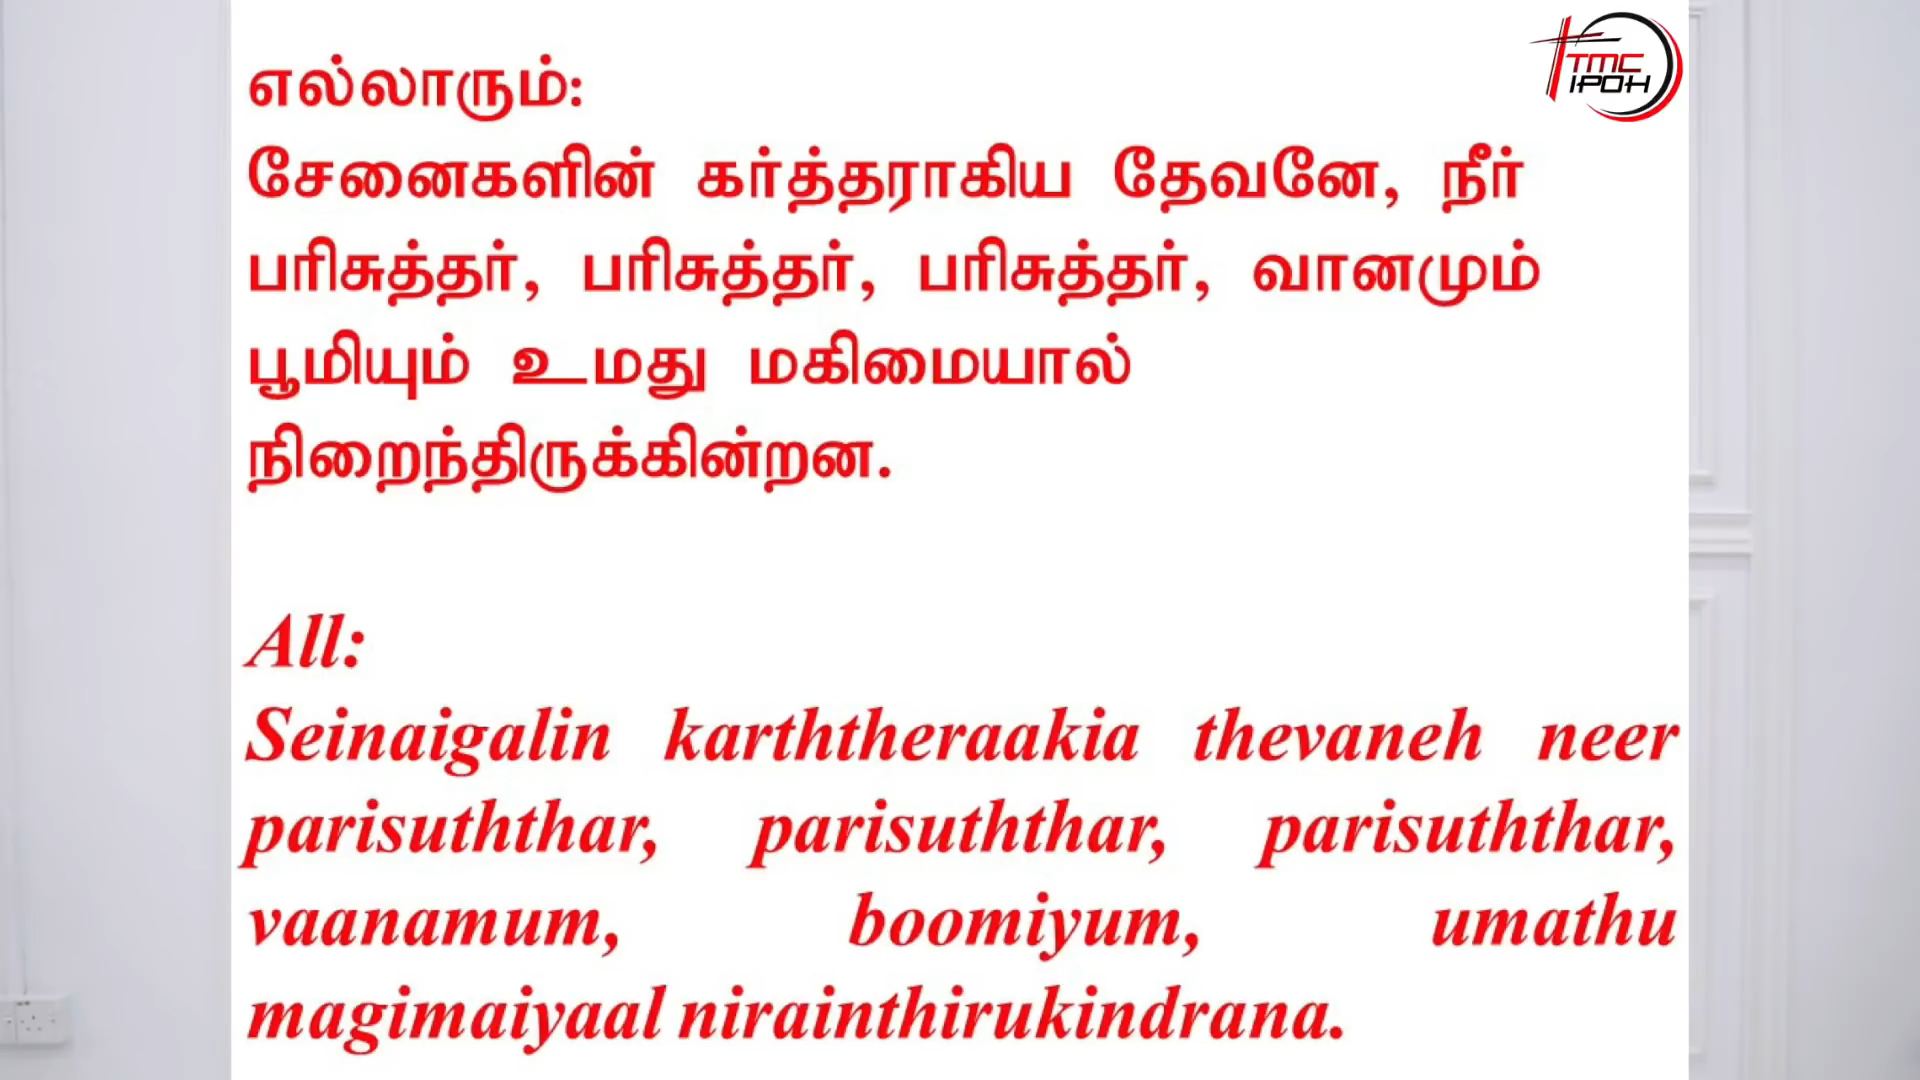 TMC
IPOH
எல்லாரும்:
சேனைகளின் கர்த்தராகிய தேவனே, நீர்
பரிசுத்தர், பரிசுத்தர், பரிசுத்தர், வானமும்
பூமியும் உமது மகிமையால்
நிறைந்திருக்கின்றன.
All:
Seinaigalin karththeraakia thevaneh neer
parisuththar, parisuththar, parisuththar,
vaanamum, boomiyum, umathu
magimaiyaal nirainthirukindrana.